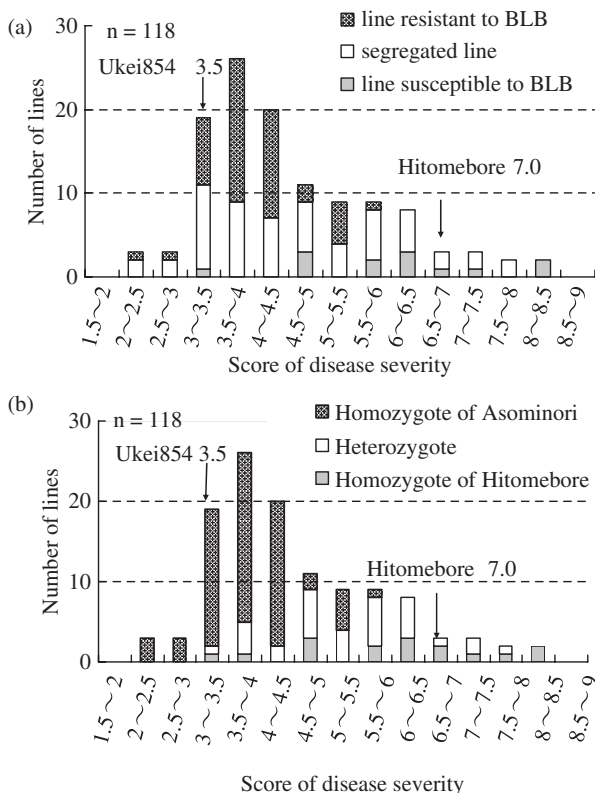 (a)
30
20
10
0
Number of lines
n = 118
Ukei854 3.5
line resistant to BLB
segregated line
line susceptible to BLB
Hitomebore 7.0
1.5～2
2～2.5
2.5～3
3～3.5
3.5～4
4～4.5
4.5～5
5～5.5
5.5～6
6～6.5
6.5～7
7～7.5
7.5～8
8～8.5
8.5～9
Score of disease severity
(b)
30
20
10
0
Number of lines
n = 118
Ukei854 3.5
Homozygote of Asominori
Heterozygote
Homozygote of Hitomebore
Hitomebore 7.0
1.5～2
2～2.5
2.5～3
3～3.5
3.5～4
4～4.5
4.5～5
5～5.5
5.5～6
6～6.5
6.5～7
7～7.5
7.5～8
8～8.5
8.5～9
Score of disease severity